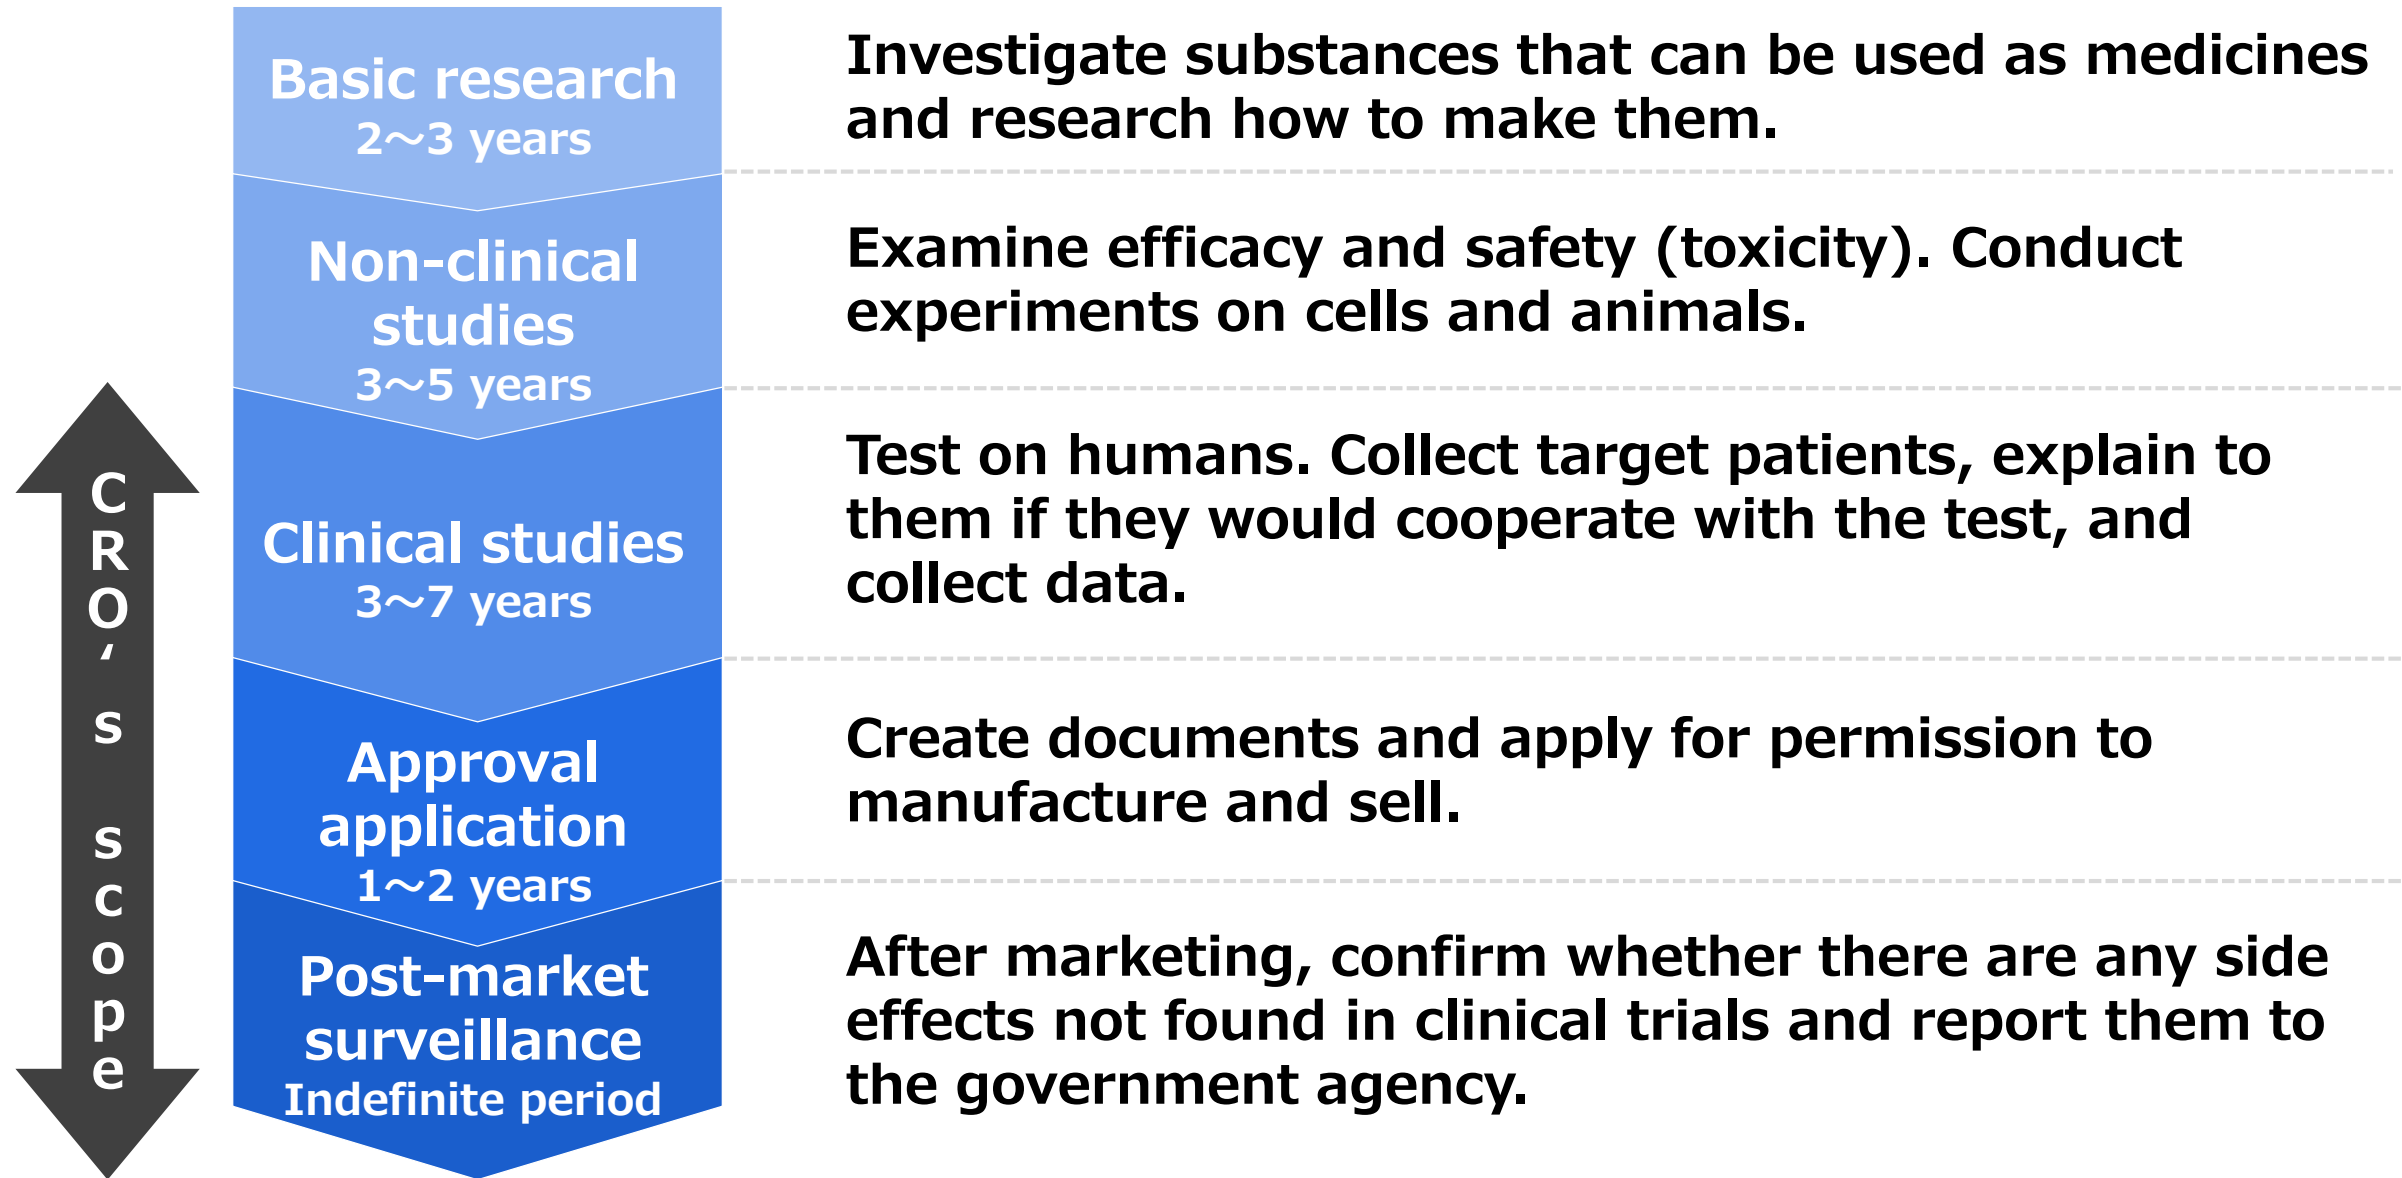 Basic research
2～3 years
Investigate substances that can be used as medicines
and research how to make them.
Non-clinical
studies
3～5 years
Examine efficacy and safety (toxicity). Conduct
experiments on cells and animals.
Clinical studies
3～7 years
Test on humans. Collect target patients, explain to
them if they would cooperate with the test, and
collect data.
Approval
application
1～2 years
Create documents and apply for permission to
manufacture and sell.
Post-market
surveillance
Indefinite period
After marketing, confirm whether there are any side
effects not found in clinical trials and report them to
the government agency.
CRO‘s scope